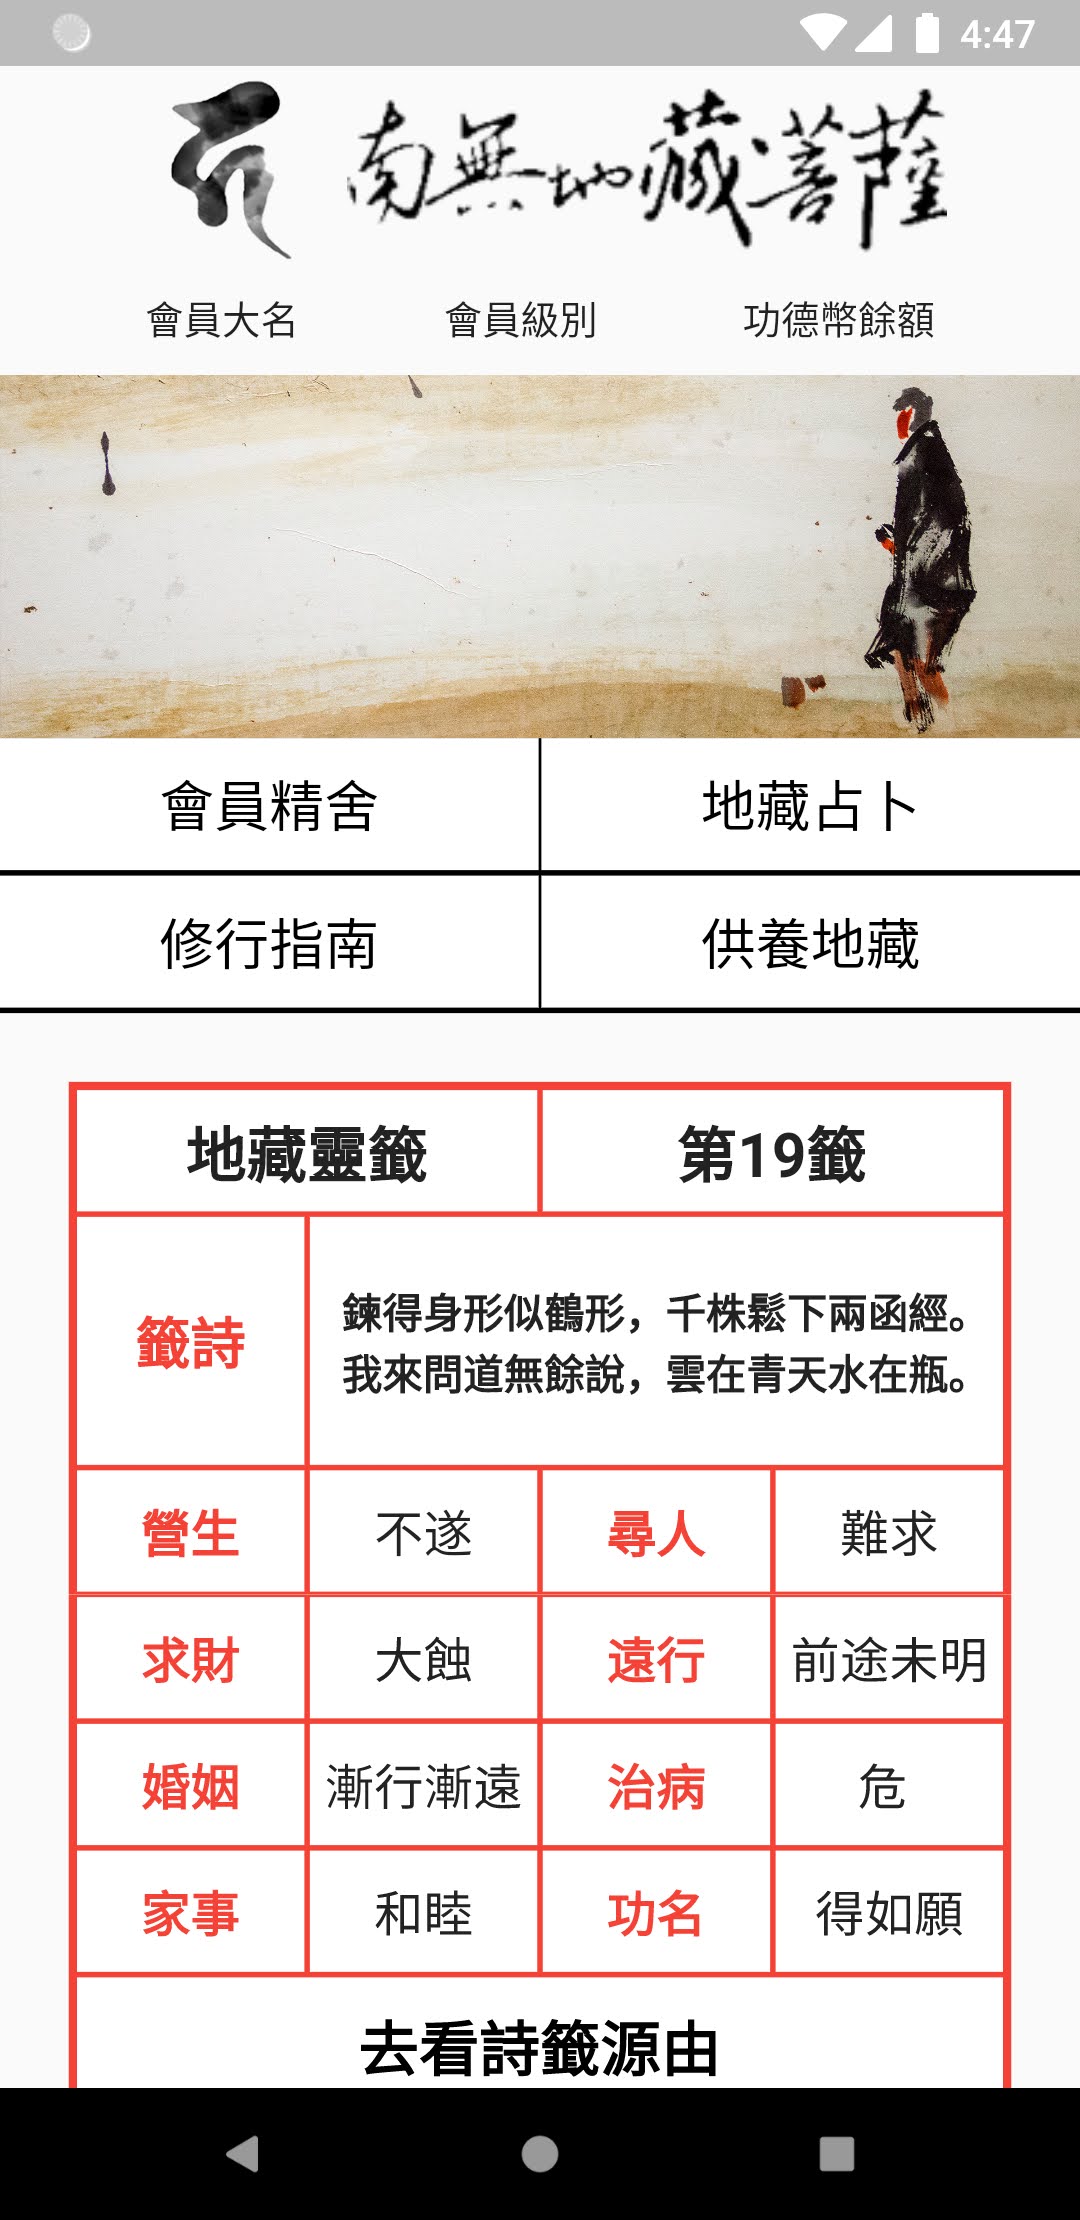 4:47
南無地藏菩薩
會員大名 會員級別 功德幣餘額
會員精舍 地藏占卜
修行指南 供養地藏
地藏靈籤 第19籤
籤詩
鍊得身形似鶴形，千株鬆下兩函經。
我來問道無餘說，雲在青天水在瓶。
營生 不遂 尋人 難求
求財 大蝕 遠行 前途未明
婚姻 漸行漸遠 治病 危
家事 和睦 功名 得如願
去看詩籤源由